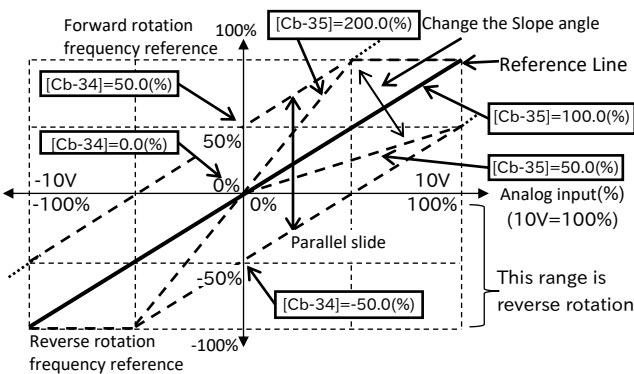 Forward rotation
frequency reference
100%
[Cb-35]=200.0(%)
Change the Slope angle
Reference Line
[Cb-34]=50.0(%)
[Cb-35]=100.0(%)
50%
[Cb-34]=0.0(%)
[Cb-35]=50.0(%)
-10V
0%
10V
Analog input(%)
-100%
0%
100%
(10V=100%)
Parallel slide
-50%
This range is
reverse rotation
[Cb-34]=-50.0(%)
Reverse rotation
frequency reference
-100%